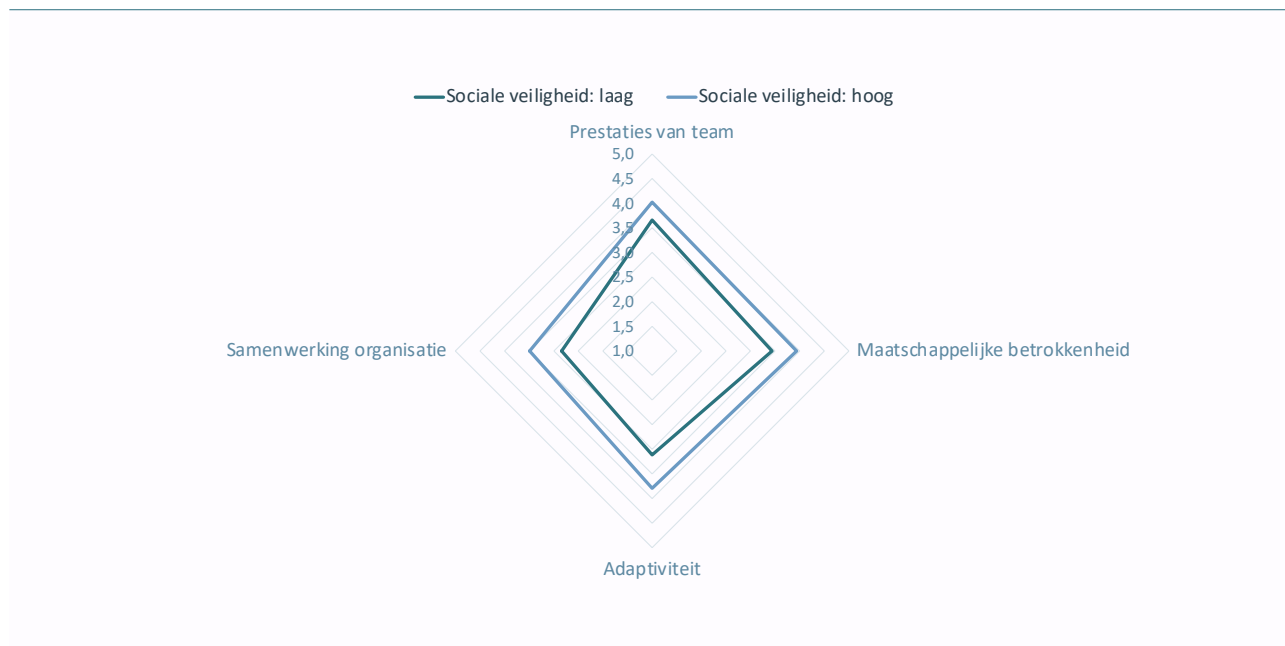 Sociale veiligheid: laag Sociale veiligheid: hoog
Prestaties van team
5,0
4,5
4,0
3,5
3,0
2,5
2,0
1,5
1,0
Samenwerking organisatie
Maatschappelijke betrokkenheid
Adaptiviteit